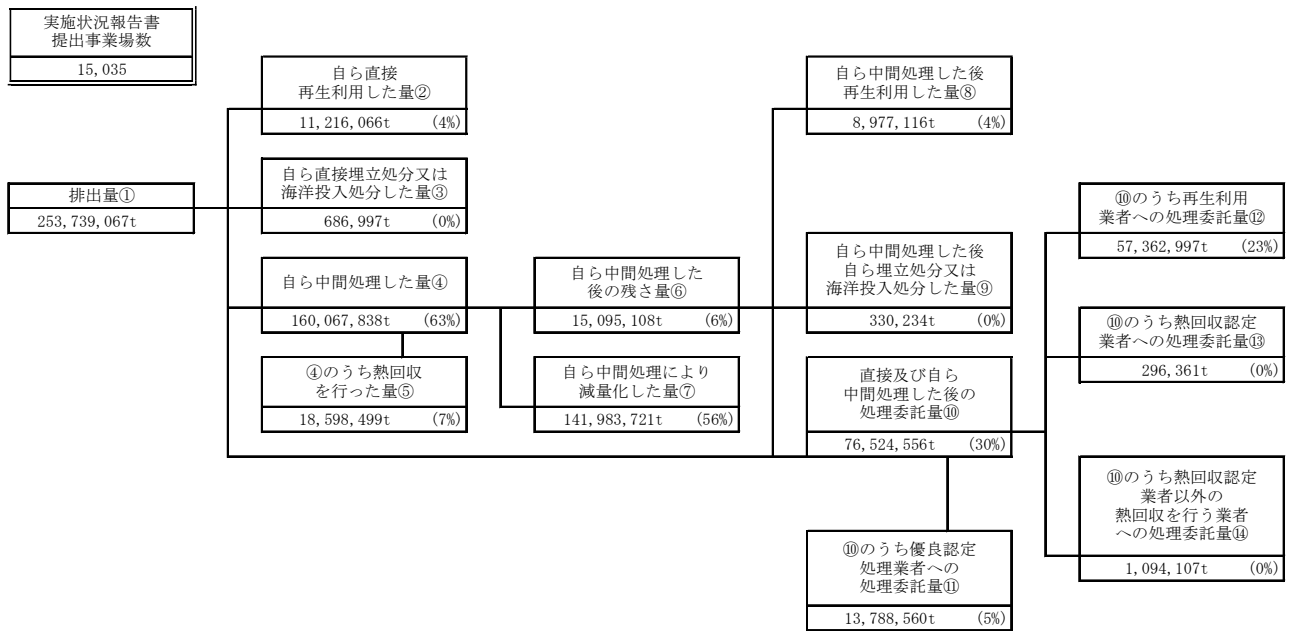 実施状況報告書
提出事業場数
15,035
自ら直接
再生利用した量②
11,216,066t (4%)
自ら中間処理した後
再生利用した量⑧
8,977,116t (4%)
排出量①
253,739,067t
自ら直接埋立処分又は
海洋投入処分した量③
686,997t (0%)
⑩のうち再生利用
業者への処理委託量⑫
57,362,997t (23%)
自ら中間処理した量④
160,067,838t (63%)
自ら中間処理した
後の残さ量⑥
15,095,108t (6%)
自ら中間処理した後
自ら埋立処分又は
海洋投入処分した量⑨
330,234t (0%)
⑩のうち熱回収認定
業者への処理委託量⑬
296,361t (0%)
④のうち熱回収
を行った量⑤
18,598,499t (7%)
自ら中間処理により
減量化した量⑦
141,983,721t (56%)
直接及び自ら
中間処理した後の
処理委託量⑩
76,524,556t (30%)
⑩のうち熱回収認定
業者以外の
熱回収を行う業者
への処理委託量⑭
1,094,107t (0%)
⑩のうち優良認定
処理業者への
処理委託量⑪
13,788,560t (5%)